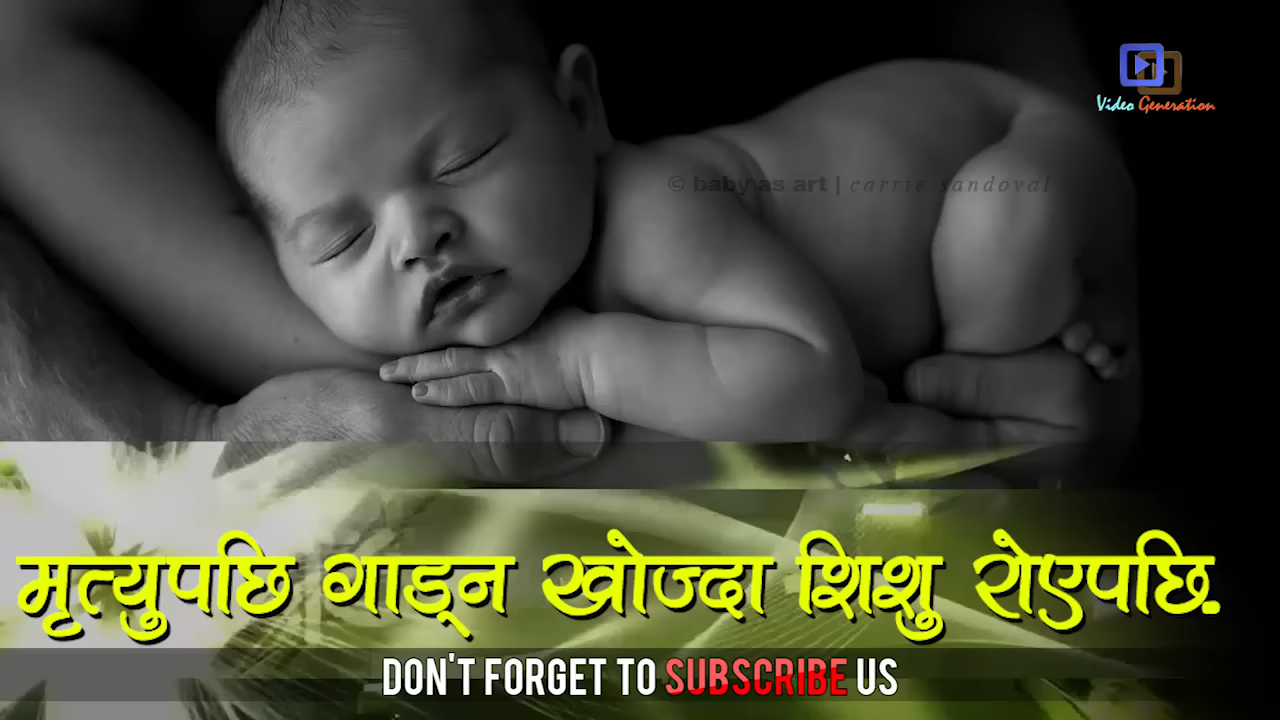 Video Generation
© baby as art | carrie sandoval
मृत्युपछि गाड्न खोज्दा शिशु रोएपछि.
DON'T FORGET TO SUBSCRIBE US